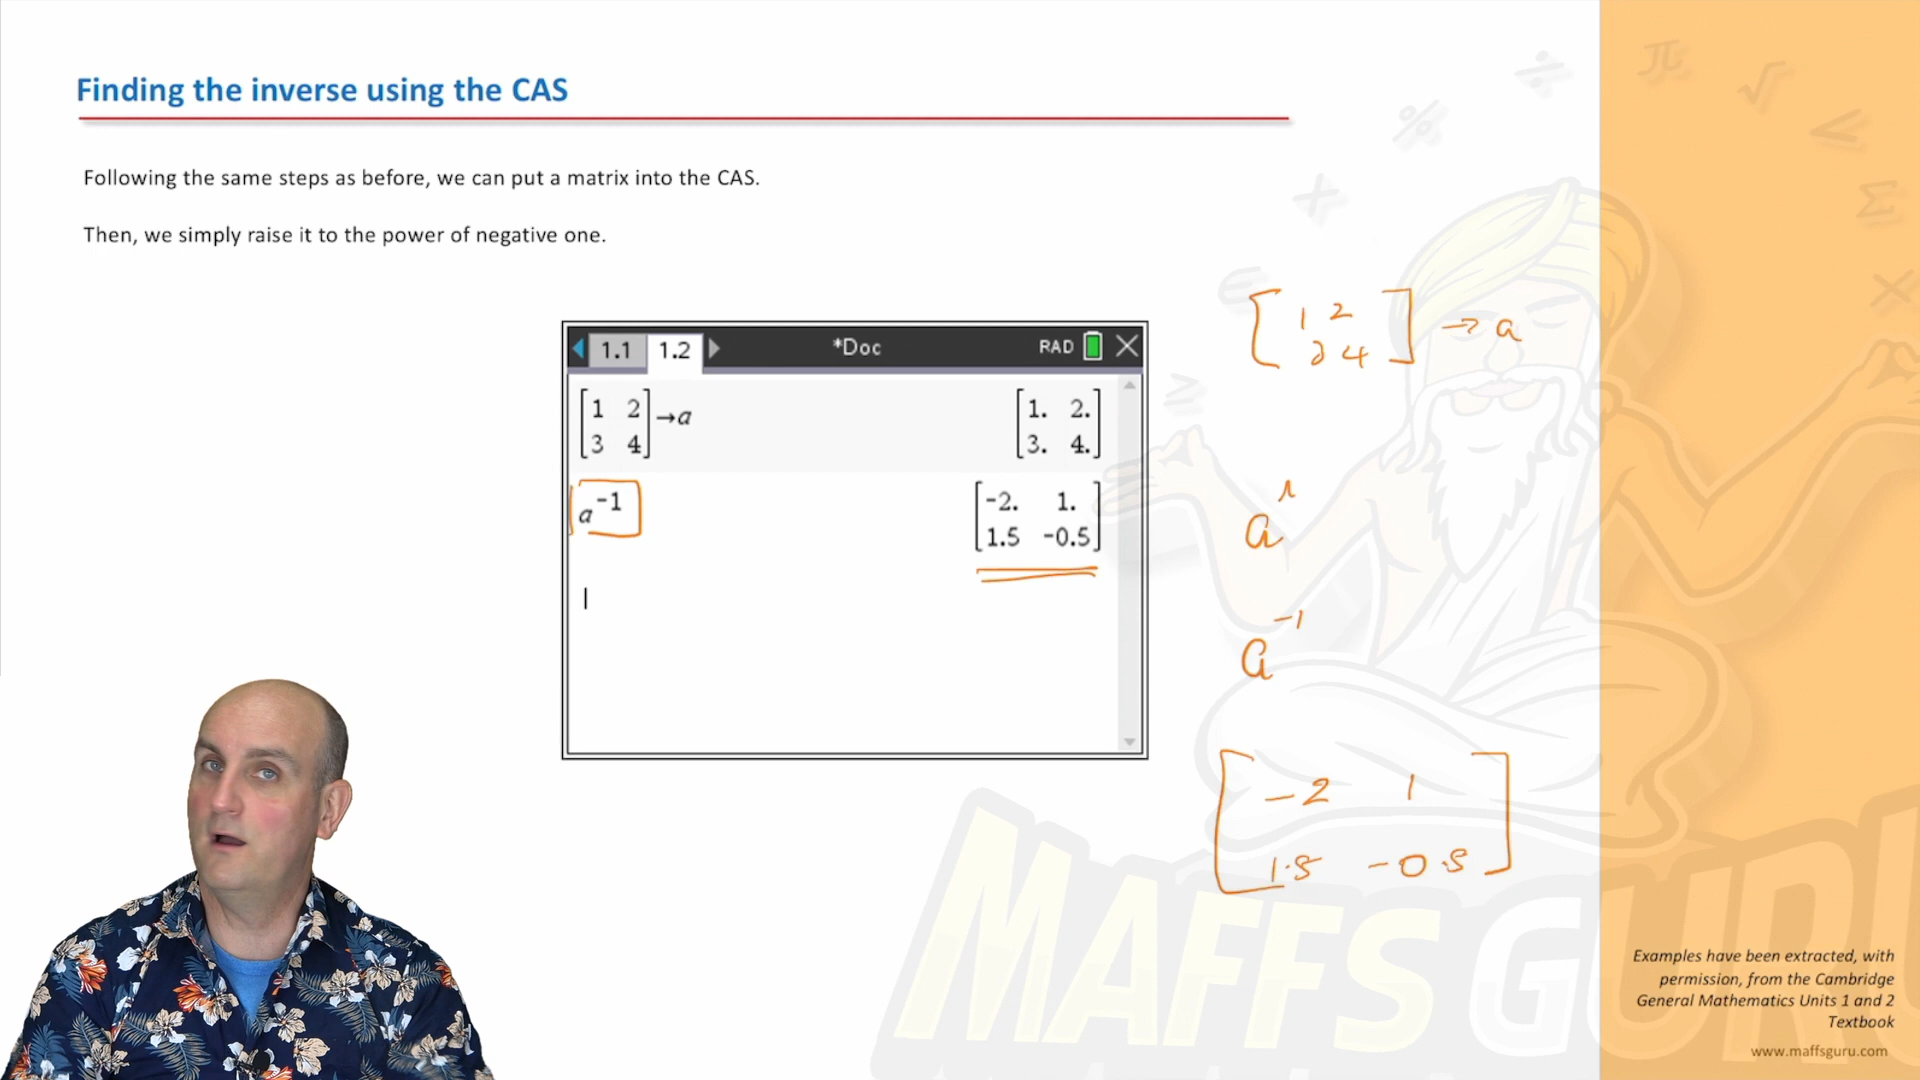 Finding the inverse using the CAS
Following the same steps as before, we can put a matrix into the CAS.
Then, we simply raise it to the power of negative one.
1.1 1.2 *Doc RAD
[1 2
3 4]→a [1. 2.
3. 4.]
a⁻¹ [-2. 1.
1.5 -0.5]
[1 2
4] → a
a^
a⁻¹
[-2 1
1.5 -0.5]
MAFFS GURU
Examples have been extracted, with
permission, from the Cambridge
General Mathematics Units 1 and 2
Textbook
www.maffsguru.com